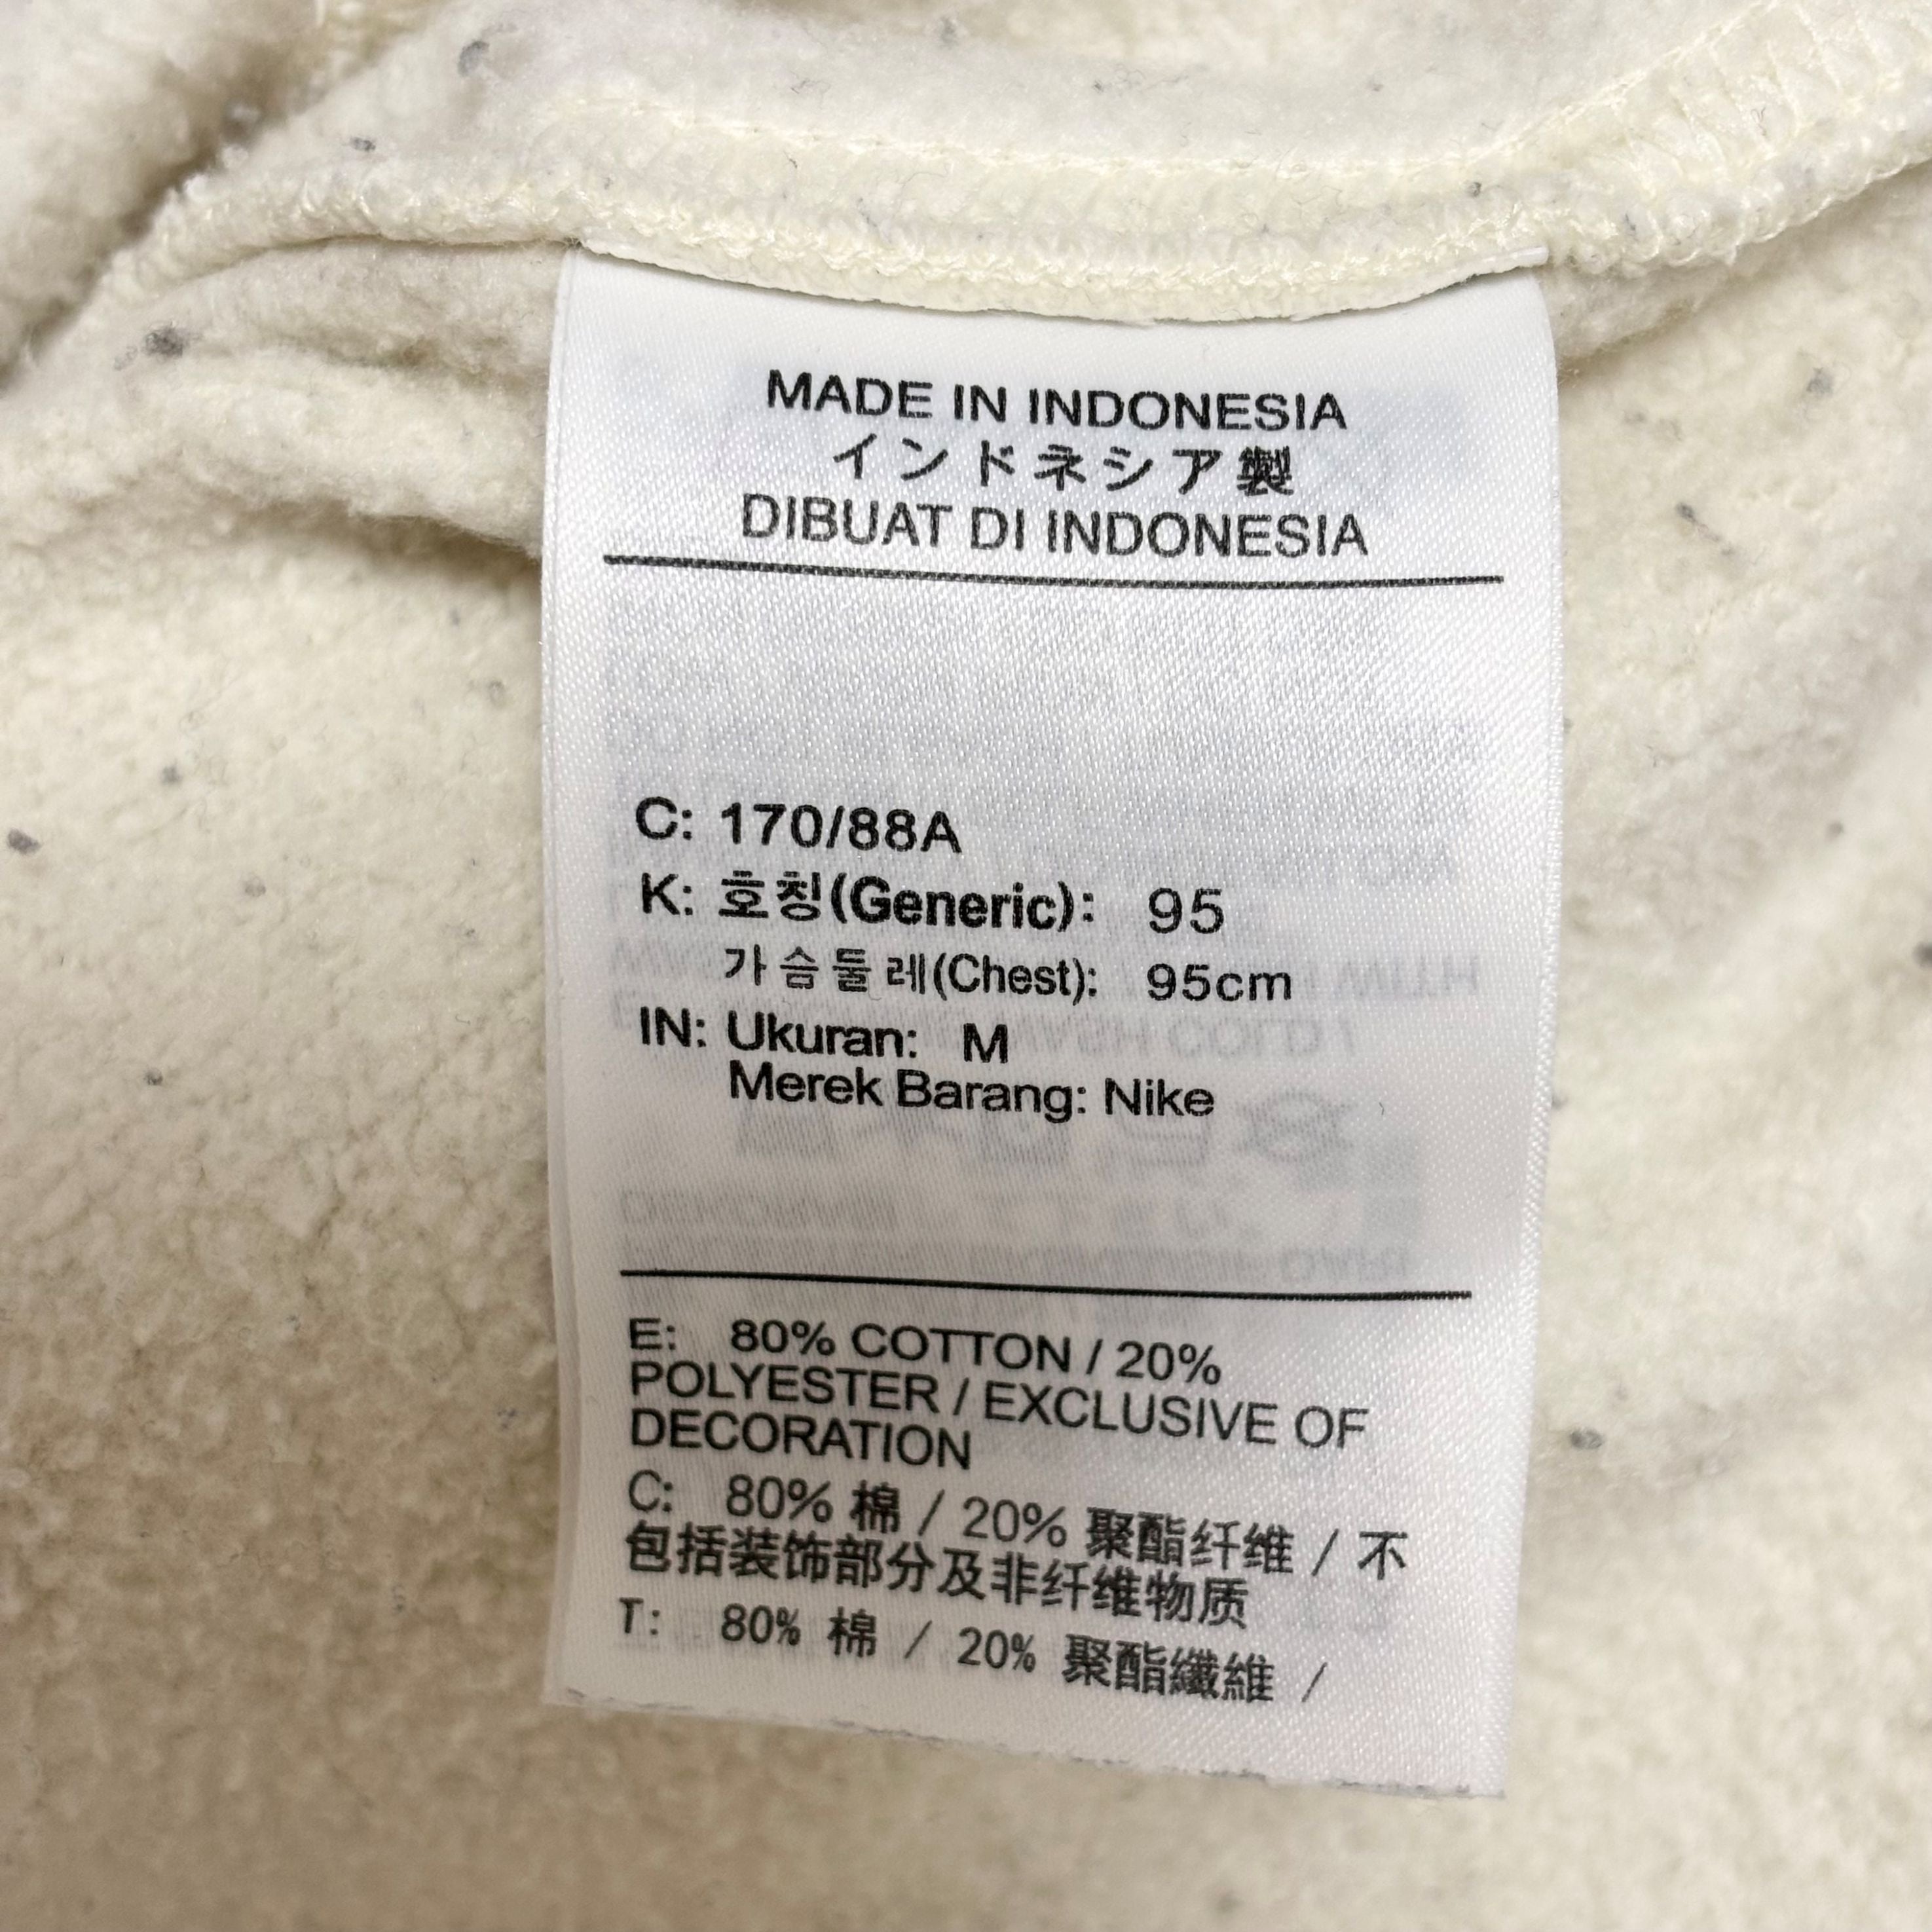 MADE IN INDONESIA
インドネシア製
DIBUAT DI INDONESIA
C: 170/88A
K: 호칭(Generic): 95
가슴둘레(Chest): 95cm
IN: Ukuran: M
Merek Barang: Nike
E: 80% COTTON / 20%
POLYESTER / EXCLUSIVE OF
DECORATION
C: 80% 棉 / 20% 聚酯纤维 / 不
包括装饰部分及非纤维物质
T: 80% 棉 / 20% 聚酯纖維 /